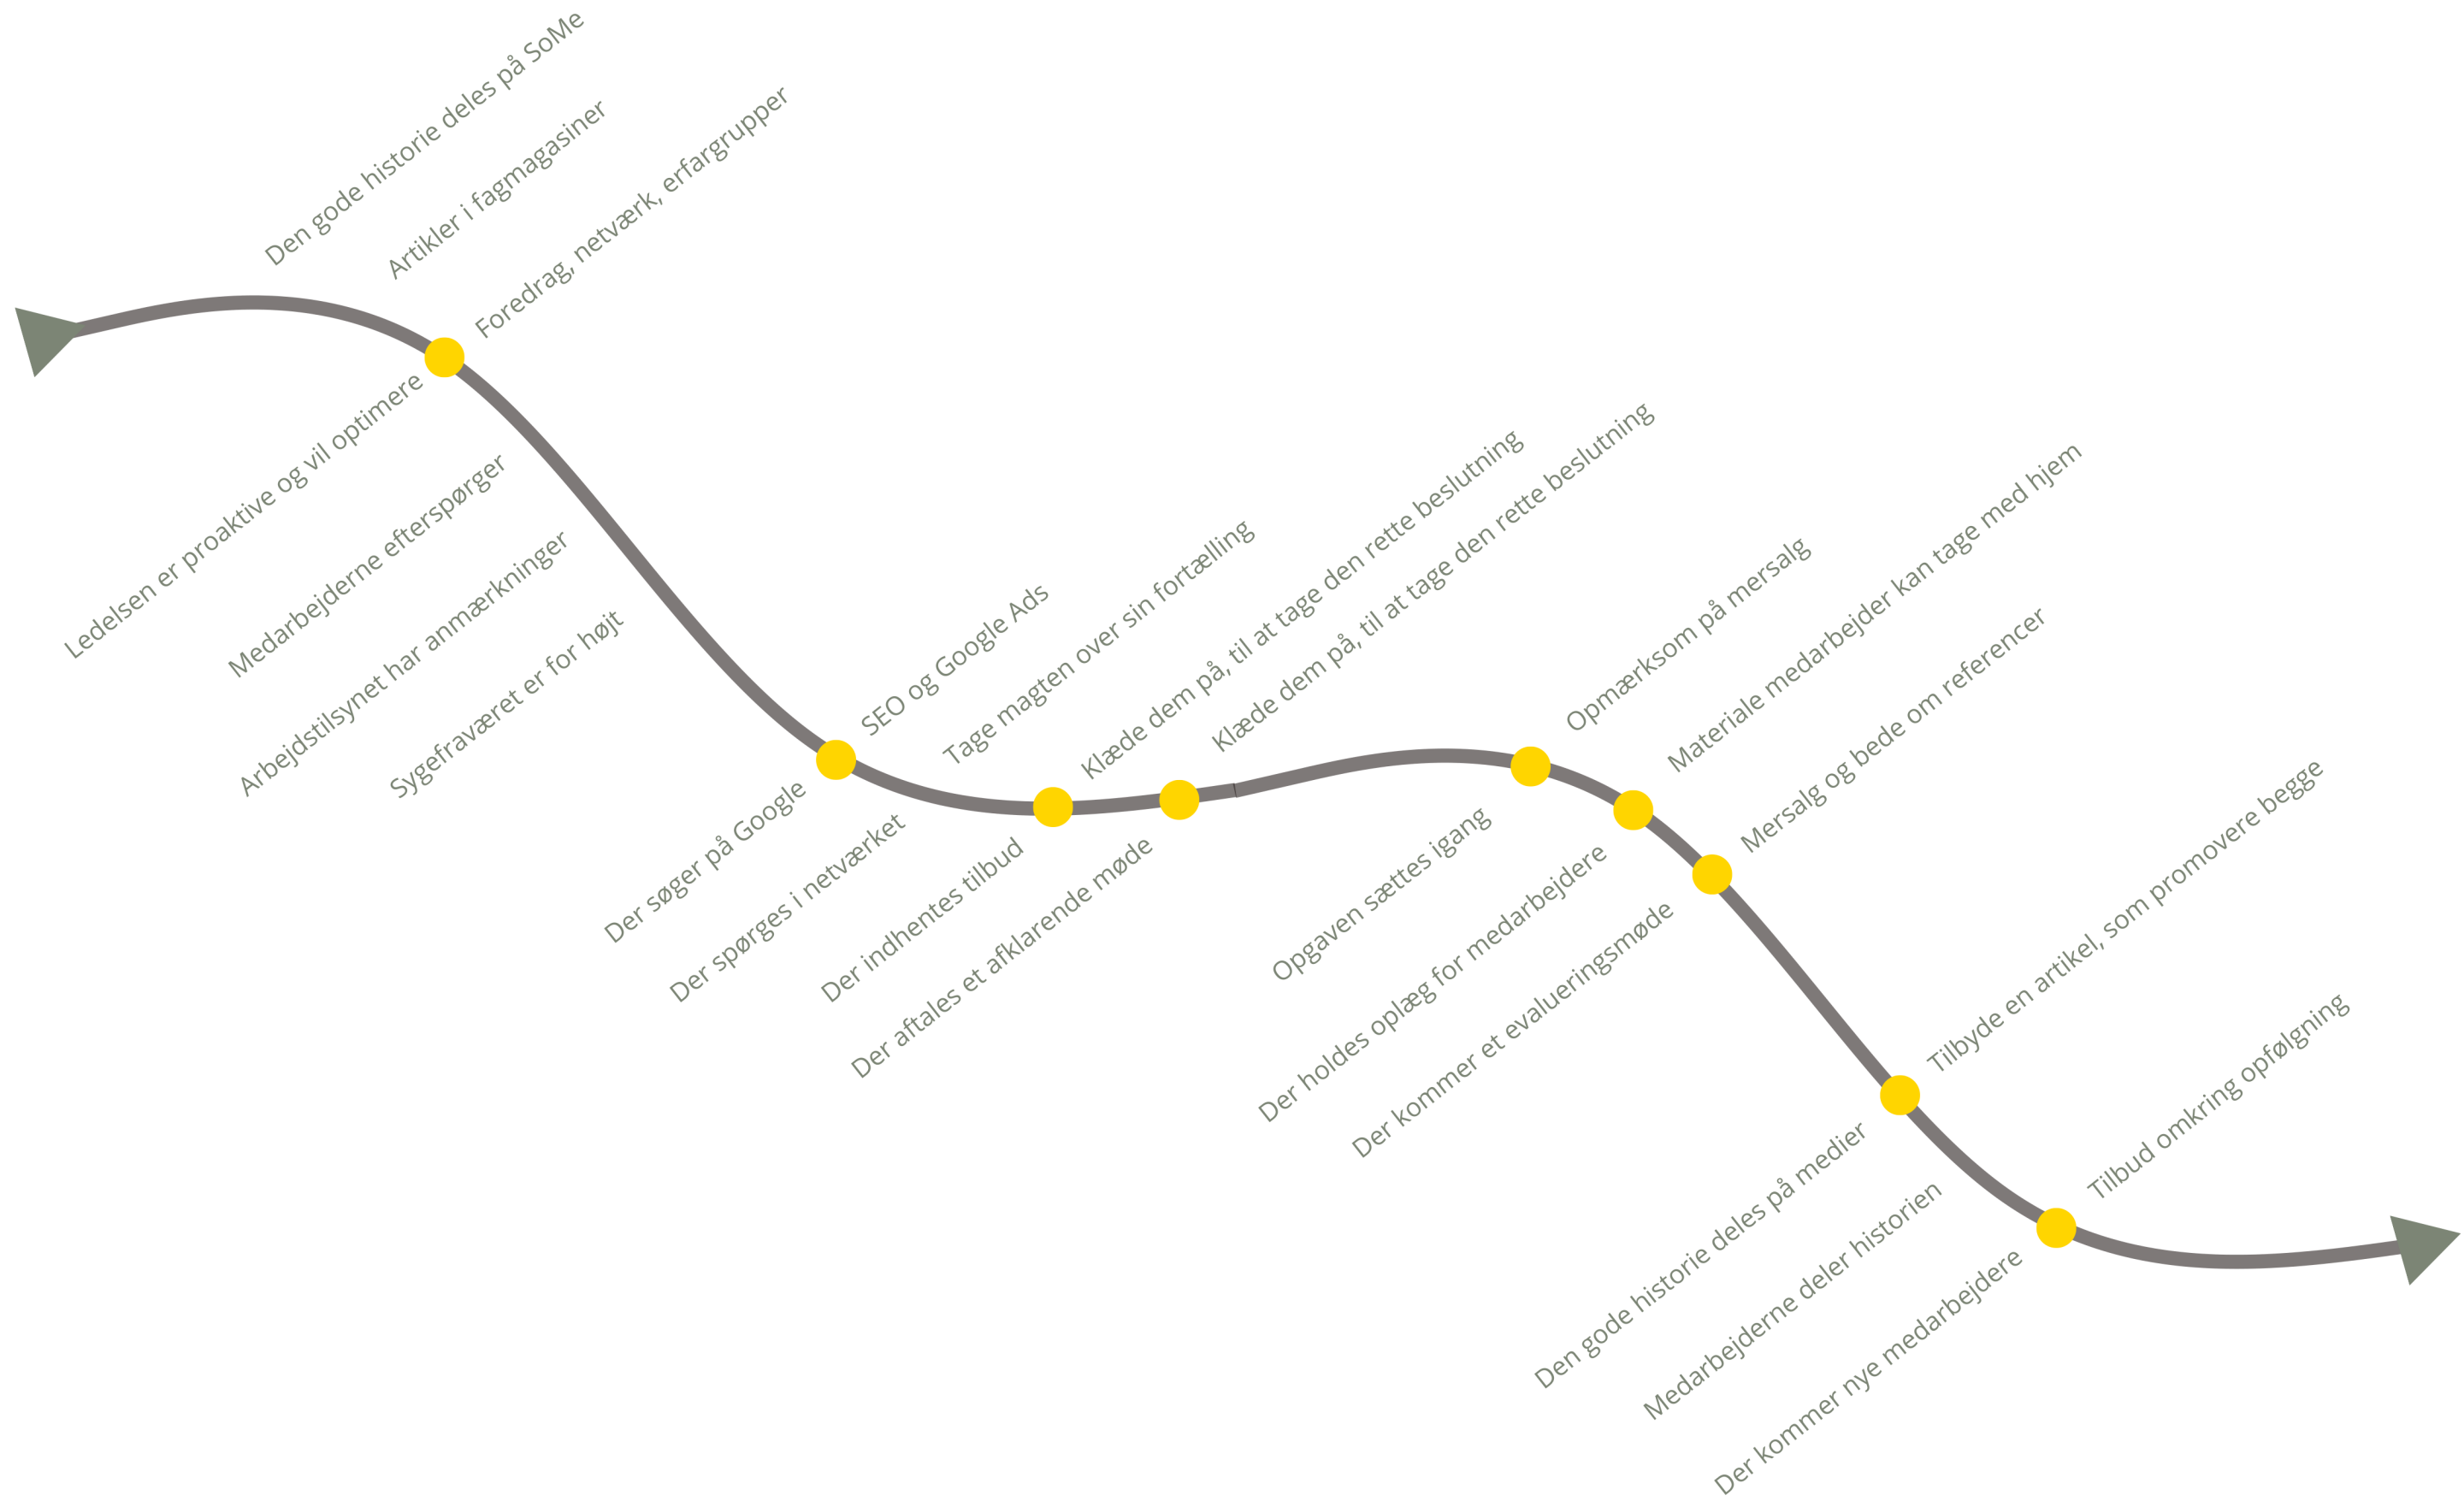 Den gode historie deles på SoMe
Artikler i fagmagasiner
Foredrag, netværk, erfargrupper
Ledelsen er proaktive og vil optimere
Medarbejderne efterspørger
Arbejdstilsynet har anmærkninger
Sygefraværet er for højt
SEO og Google Ads
Tage magten over sin fortælling
Klæde dem på, til at tage den rette beslutning
Klæde dem på, til at tage den rette beslutning
Der søger på Google
Der spørges i netværket
Der indhentes tilbud
Der aftales et afklarende møde
Opmærksom på mersalg
Materiale medarbejder kan tage med hjem
Mersalg og bede om referencer
Opgaven sættes igang
Der holdes oplæg for medarbejdere
Der kommer et evalueringsmøde
Tilbyde en artikel, som promovere begge
Tilbud omkring opfølgning
Den gode historie deles på medier
Medarbejderne deler historien
Der kommer nye medarbejdere